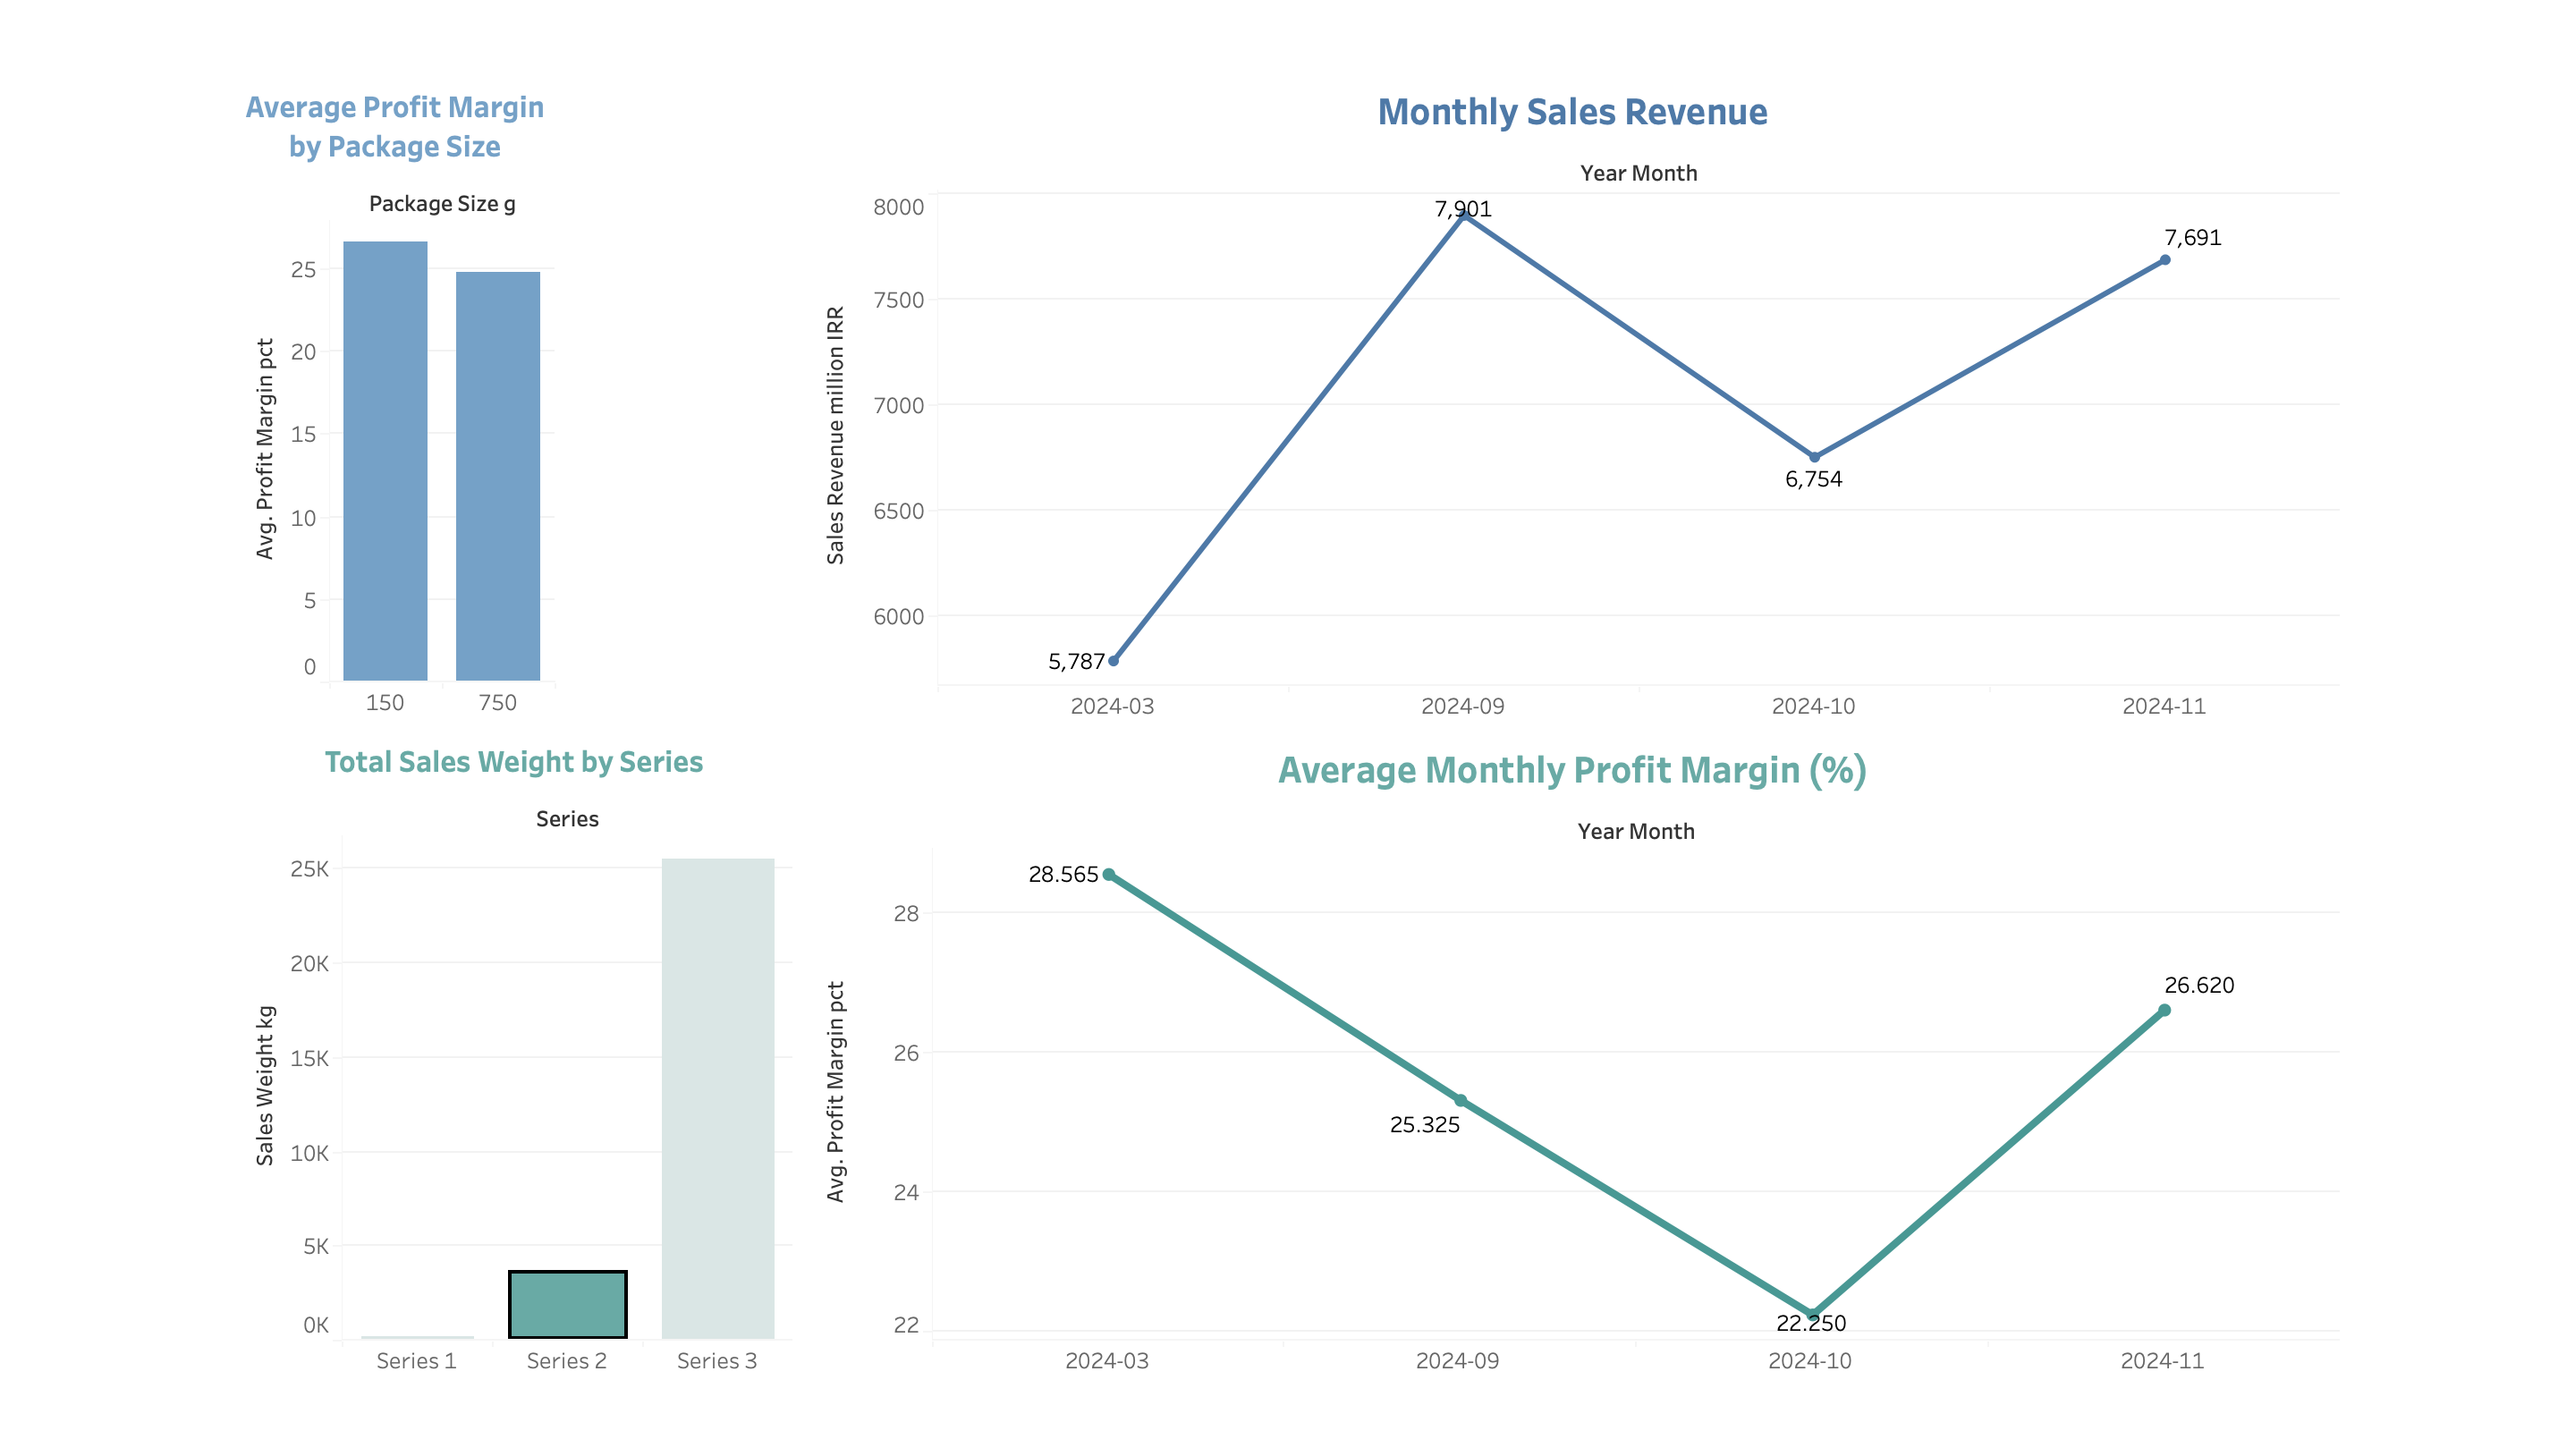 Average Profit Margin
by Package Size
Package Size g
Avg. Profit Margin pct
25
20
15
10
5
0
150 750
Monthly Sales Revenue
Year Month
Sales Revenue million IRR
8000
7500
7000
6500
6000
5,787
7,901
6,754
7,691
2024-03 2024-09 2024-10 2024-11
Total Sales Weight by Series
Series
Sales Weight kg
25K
20K
15K
10K
5K
0K
Series 1 Series 2 Series 3
Average Monthly Profit Margin (%)
Year Month
Avg. Profit Margin pct
28
26
24
22
28.565
25.325
22.250
26.620
2024-03 2024-09 2024-10 2024-11